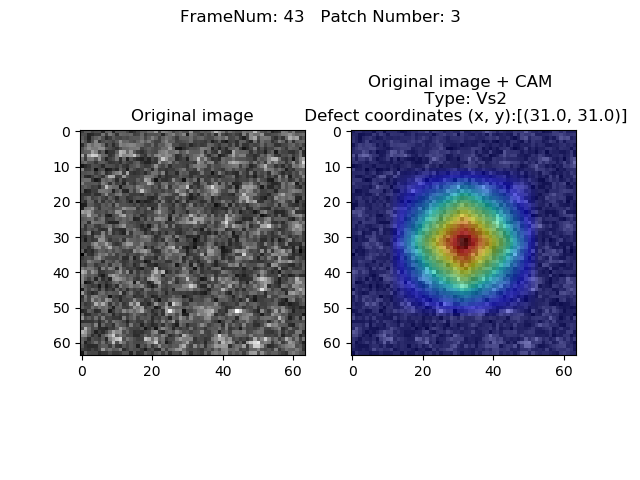 FrameNum: 43   Patch Number: 3
Original image
Original image + CAM
Type: Vs2
Defect coordinates (x, y):[(31.0, 31.0)]
0
10
20
30
40
50
60
0 20 40 60
0
10
20
30
40
50
60
0 20 40 60